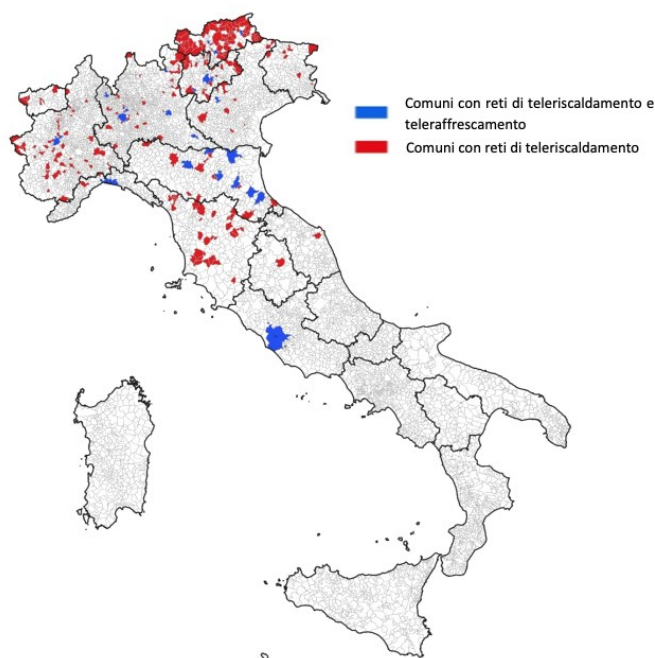 Comuni con reti di teleriscaldamento e
teleraffrescamento
Comuni con reti di teleriscaldamento